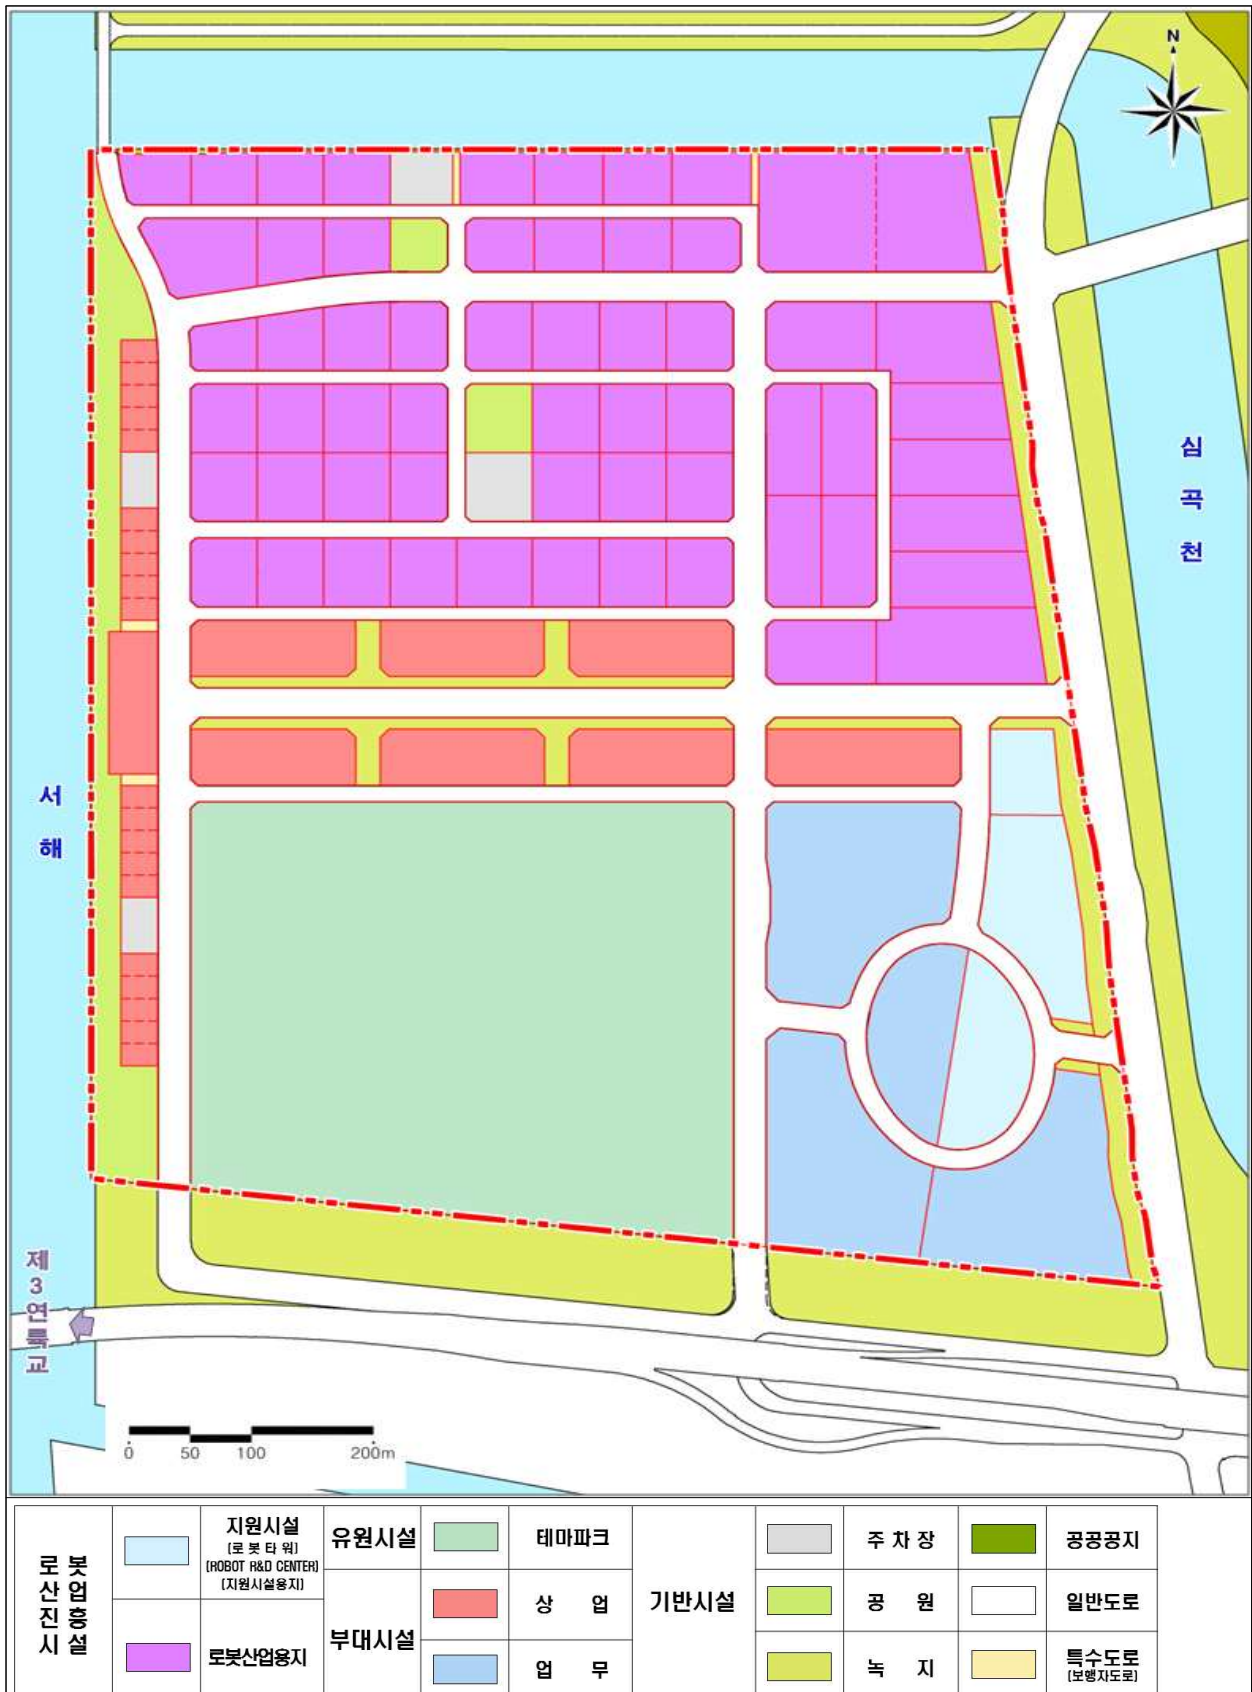 N
심
곡
천
서
해
제
3
연
륙
교
0 50 100 200m
로봇
산업
진흥
시설
지원시설
(로봇타워)
(ROBOT R&D CENTER)
(지원시설용지)
로봇산업용지
유원시설
테마파크
부대시설
상 업
업 무
기반시설
주 차 장
공 원
녹 지
공공공지
일반도로
특수도로
(보행자도로)